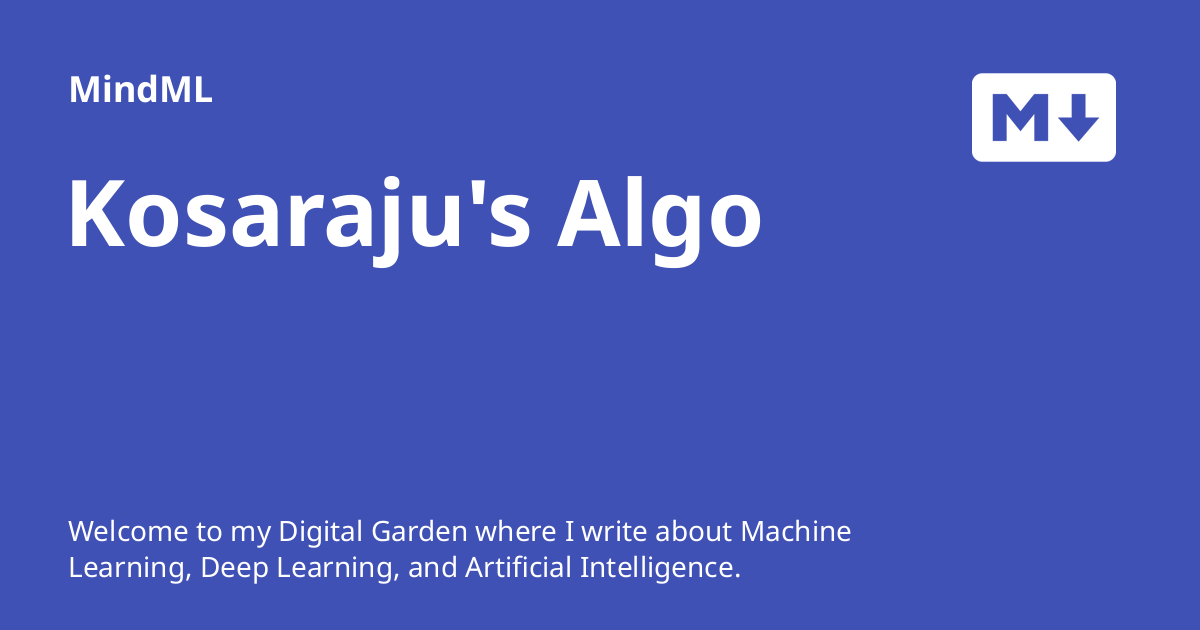 MindML
M
Kosaraju's Algo
Welcome to my Digital Garden where I write about Machine
Learning, Deep Learning, and Artificial Intelligence.